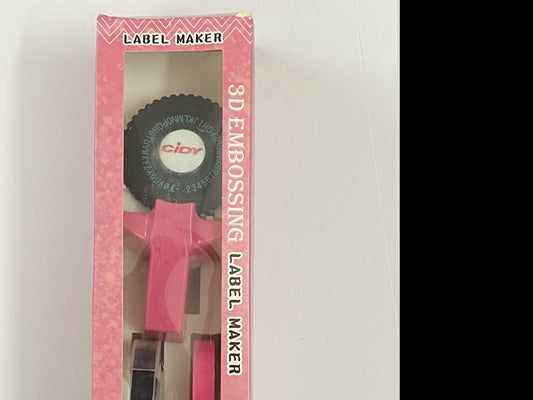 LABEL MAKER
3D EMBOSSING LABEL MAKER
CIDY